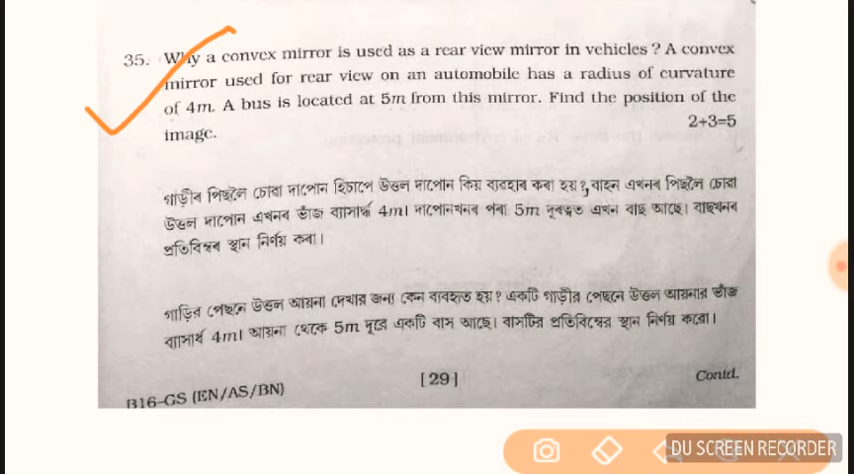 35. Why a convex mirror is used as a rear view mirror in vehicles ? A convex
mirror used for rear view on an automobile has a radius of curvature
of 4m. A bus is located at 5m from this mirror. Find the position of the
image.
2+3=5
গাড়ীৰ পিছলৈ চোৱা দাপোন হিচাপে উত্তল দাপোন কিয় ব্যৱহাৰ কৰা হয় ? বাহন এখনৰ পিছলৈ চোৱা
উত্তল দাপোন এখনৰ ভাঁজ ব্যাসাৰ্দ্ধ 4m। দাপোনখনৰ পৰা 5m দূৰত্বত এখন বাছ আছে। বাছখনৰ
প্ৰতিবিম্বৰ স্থান নিৰ্ণয় কৰা।
গাড়ির পেছনে উত্তল আয়না দেখার জন্য কেন ব্যবহৃত হয় ? একটি গাড়ীর পেছনে উত্তল আয়নার ভাঁজ
ব্যাসার্ধ 4m। আয়না থেকে 5m দূরে একটি বাস আছে। বাসটির প্রতিবিম্বের স্থান নির্ণয় করো।
B16-GS (EN/AS/BN)
[ 29 ]
Contd.
DU SCREEN RECORDER